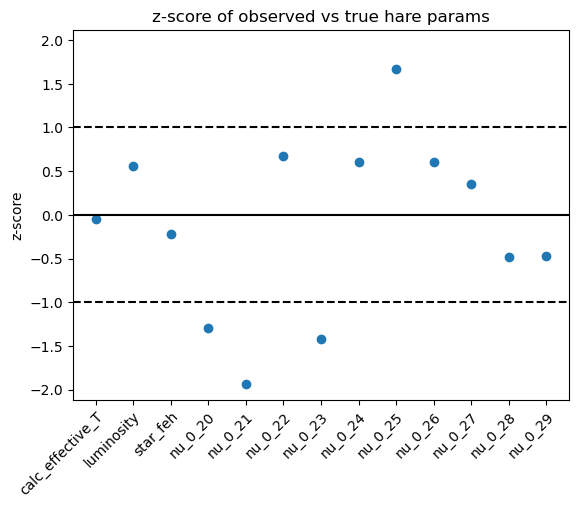 z-score of observed vs true hare params
z-score
2.0
1.5
1.0
0.5
0.0
−0.5
−1.0
−1.5
−2.0
calc_effective_T
luminosity
star_feh
nu_0_20
nu_0_21
nu_0_22
nu_0_23
nu_0_24
nu_0_25
nu_0_26
nu_0_27
nu_0_28
nu_0_29